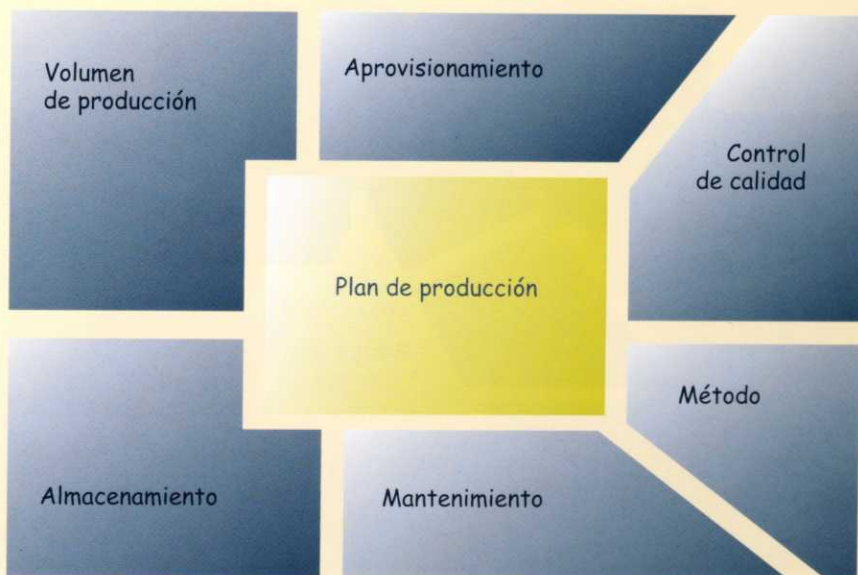 Volumen
de producción
Aprovisionamiento
Control
de calidad
Plan de producción
Método
Almacenamiento
Mantenimiento